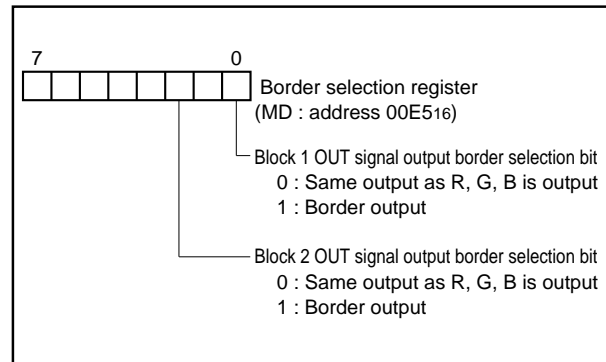 7 0
Border selection register
(MD : address 00E516)
Block 1 OUT signal output border selection bit
0 : Same output as R, G, B is output
1 : Border output
Block 2 OUT signal output border selection bit
0 : Same output as R, G, B is output
1 : Border output